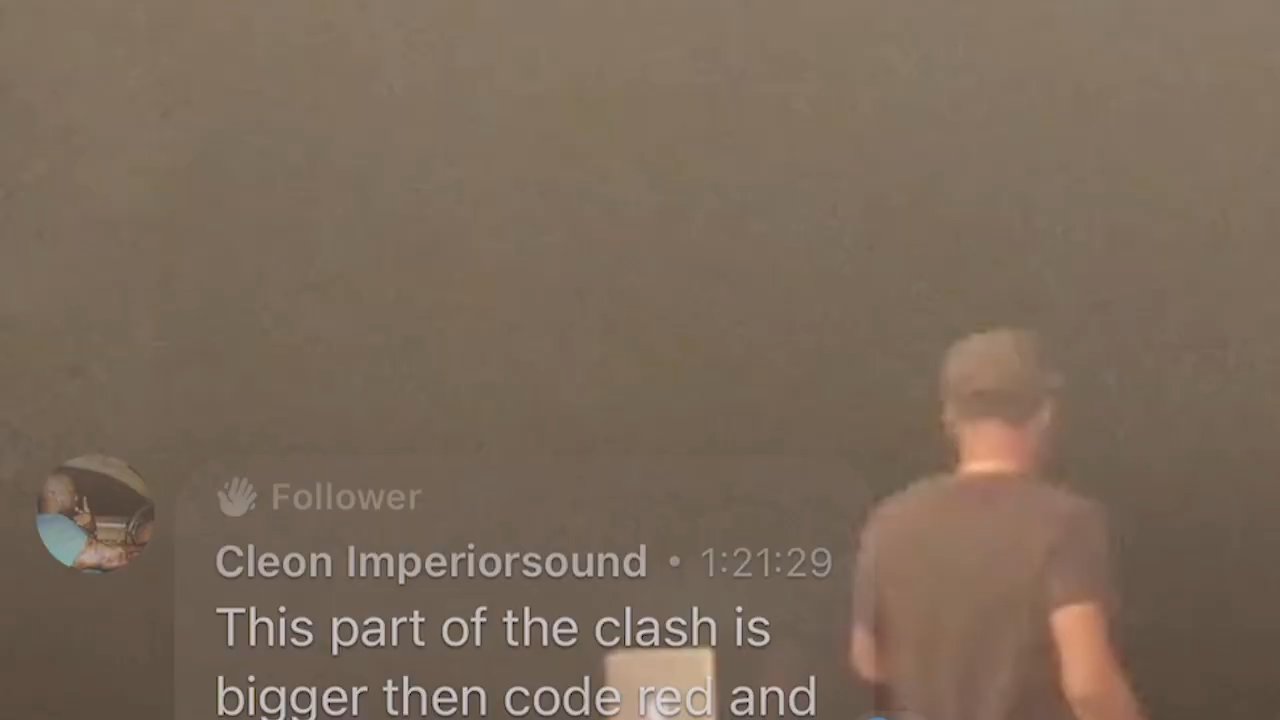 Follower
Cleon Imperiorsound • 1:21:29
This part of the clash is
bigger then code red and